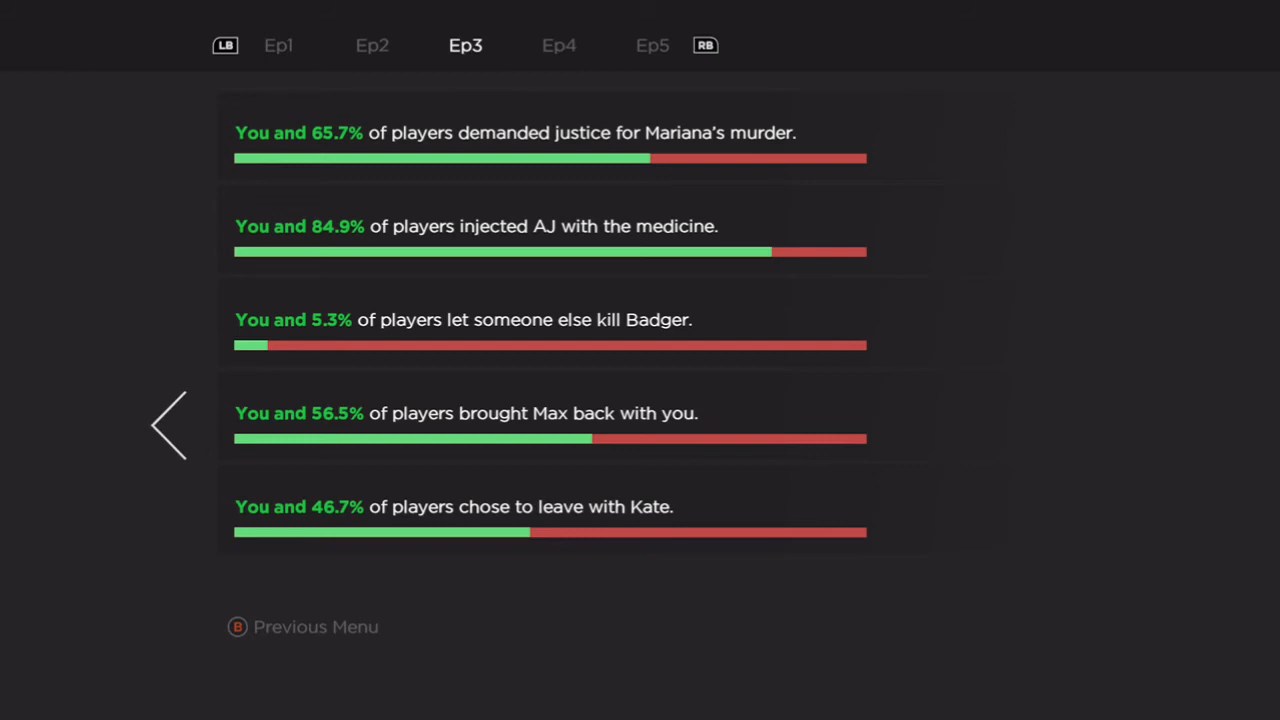 LB Ep1 Ep2 Ep3 Ep4 Ep5 RB
You and 65.7% of players demanded justice for Mariana's murder.
You and 84.9% of players injected AJ with the medicine.
You and 5.3% of players let someone else kill Badger.
You and 56.5% of players brought Max back with you.
You and 46.7% of players chose to leave with Kate.
B Previous Menu